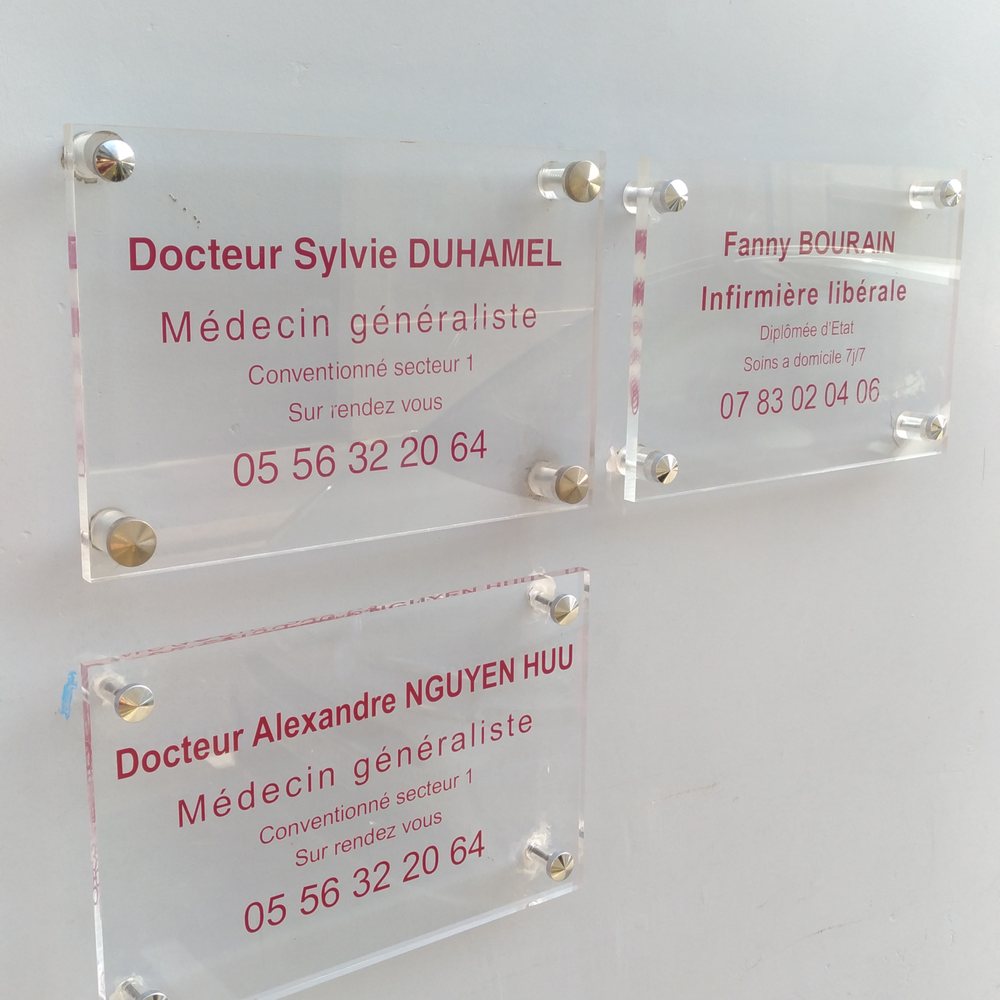 Docteur Sylvie DUHAMEL
Médecin généraliste
Conventionné secteur 1
Sur rendez vous
05 56 32 20 64
Fanny BOURAIN
Infirmière libérale
Diplômée d'Etat
Soins a domicile 7j/7
07 83 02 04 06
Docteur Alexandre NGUYEN HUU
Médecin généraliste
Conventionné secteur 1
Sur rendez vous
05 56 32 20 64